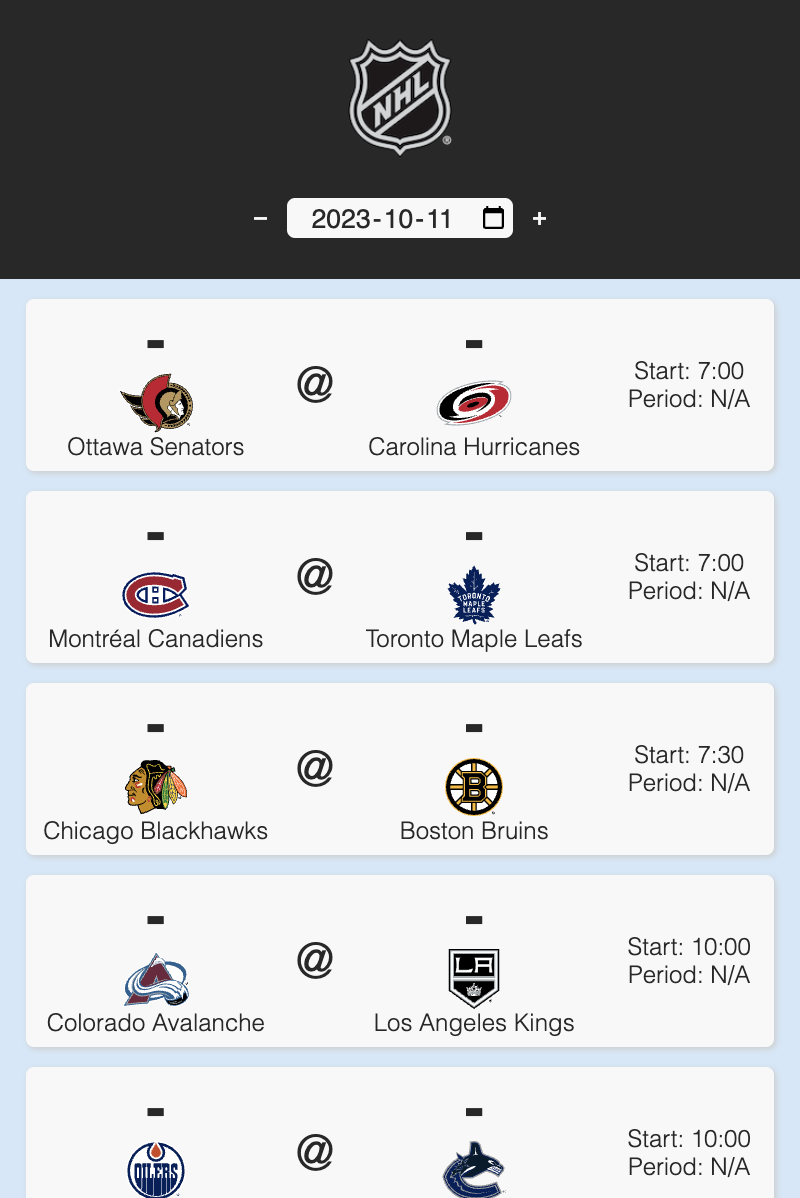 NHL
®
- 2023-10-11 +
-
-
@
Start: 7:00
Period: N/A
Ottawa Senators
Carolina Hurricanes
-
-
@
Start: 7:00
Period: N/A
TORONTO
MAPLE
LEAFS
Montréal Canadiens
Toronto Maple Leafs
-
-
@
Start: 7:30
Period: N/A
B
Chicago Blackhawks
Boston Bruins
-
-
@
Start: 10:00
Period: N/A
A
LA
Colorado Avalanche
Los Angeles Kings
-
-
@
Start: 10:00
Period: N/A
OILERS